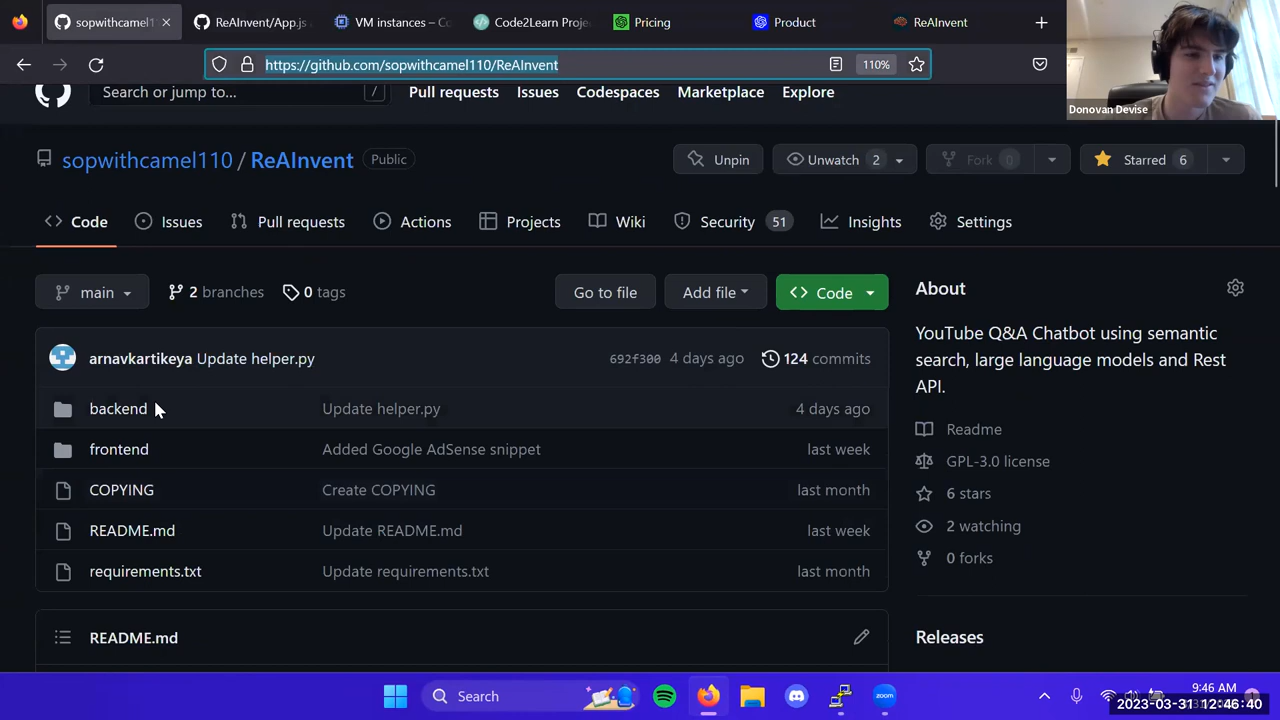 sopwithcamel1
ReAInvent/App.js
VM instances – Co
Code2Learn Proje
Pricing
Product
ReAInvent
https://github.com/sopwithcamel110/ReAInvent
110%
Donovan Devise
Search or jump to...
/
Pull requests
Issues
Codespaces
Marketplace
Explore
sopwithcamel110 / ReAInvent
Public
Unpin
Unwatch 2
Fork 0
Starred 6
Code
Issues
Pull requests
Actions
Projects
Wiki
Security 51
Insights
Settings
main
2 branches
0 tags
Go to file
Add file
Code
arnavkartikeya Update helper.py
692f300 4 days ago
124 commits
backend
Update helper.py
4 days ago
frontend
Added Google AdSense snippet
last week
COPYING
Create COPYING
last month
README.md
Update README.md
last week
requirements.txt
Update requirements.txt
last month
README.md
About
YouTube Q&A Chatbot using semantic
search, large language models and Rest
API.
Readme
GPL-3.0 license
6 stars
2 watching
0 forks
Releases
Search
zoom
9:46 AM
2023-03-31 12:46:40